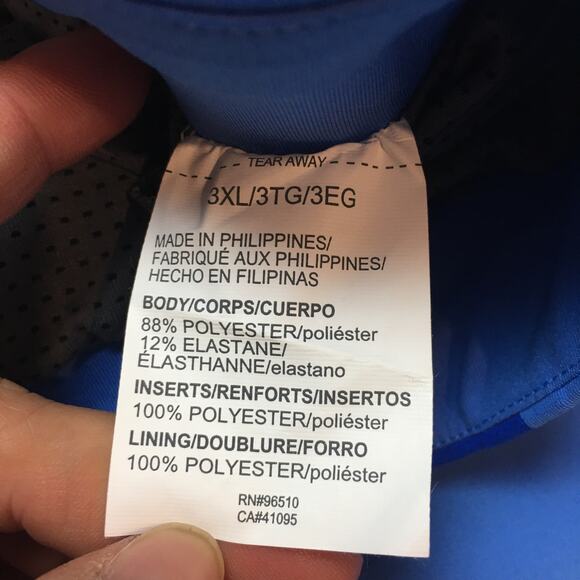 TEAR AWAY
3XL/3TG/3EG
MADE IN PHILIPPINES/
FABRIQUÉ AUX PHILIPPINES/
HECHO EN FILIPINAS
BODY/CORPS/CUERPO
88% POLYESTER/poliéster
12% ELASTANE/
ÉLASTHANNE/elastano
INSERTS/RENFORTS/INSERTOS
100% POLYESTER/poliéster
LINING/DOUBLURE/FORRO
100% POLYESTER/poliéster
RN#96510
CA#41095